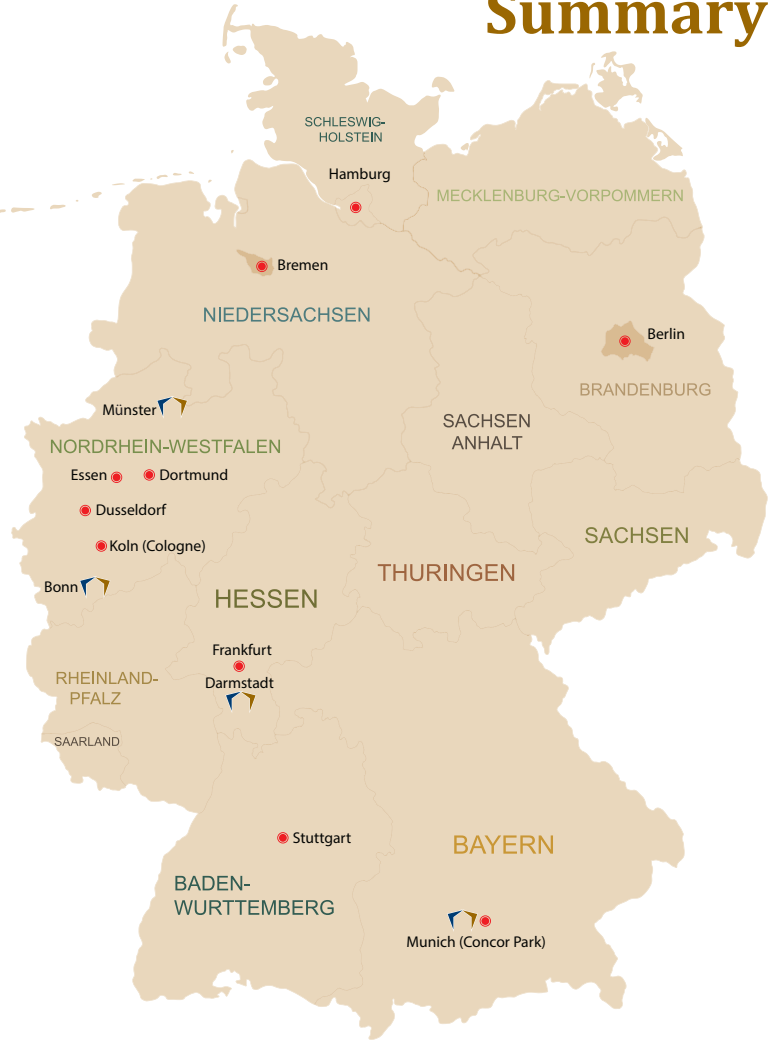 Summary
SCHLESWIG-
HOLSTEIN
Hamburg
MECKLENBURG-VORPOMMERN
Bremen
NIEDERSACHSEN
Berlin
BRANDENBURG
Münster
SACHSEN
ANHALT
NORDRHEIN-WESTFALEN
Essen
Dortmund
Dusseldorf
SACHSEN
Koln (Cologne)
THURINGEN
Bonn
HESSEN
Frankfurt
RHEINLAND-
PFALZ
Darmstadt
SAARLAND
Stuttgart
BAYERN
BADEN-
WURTTEMBERG
Munich (Concor Park)